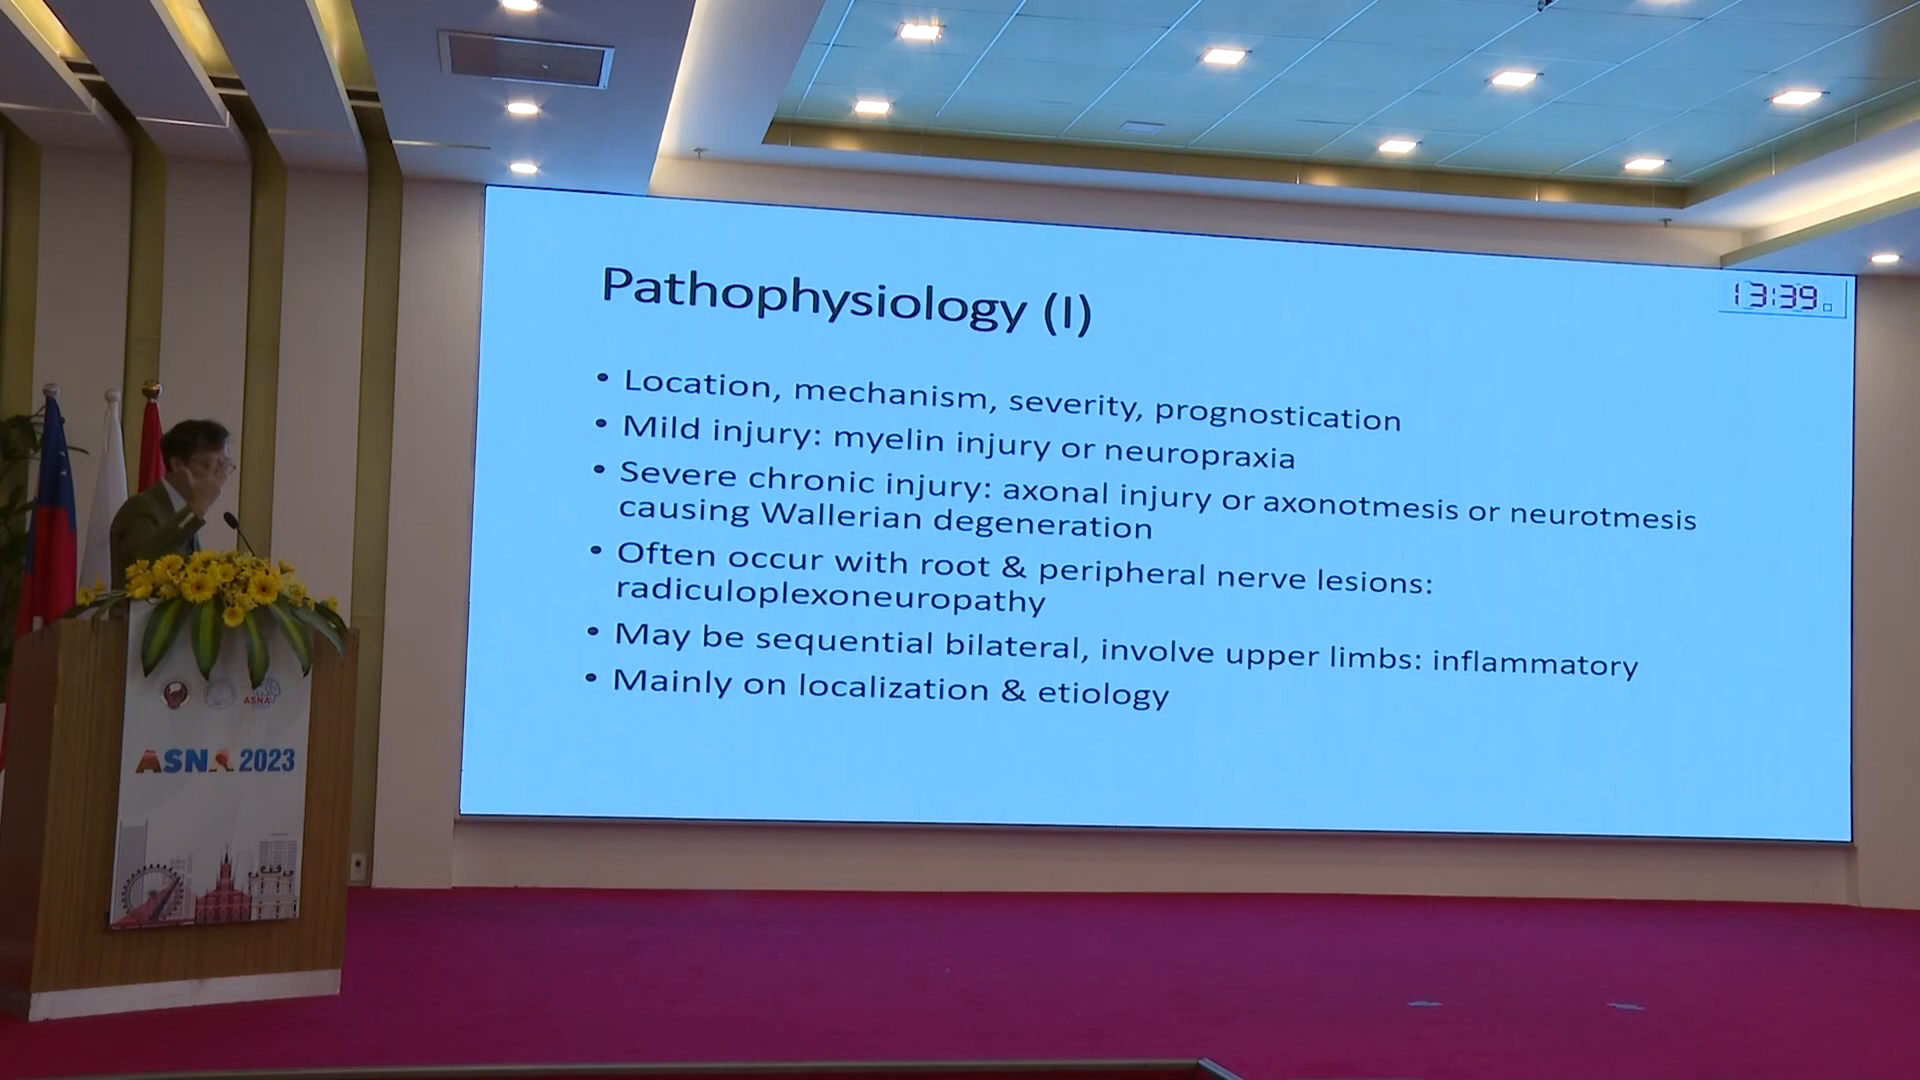 Pathophysiology (I)
13:39
• Location, mechanism, severity, prognostication
• Mild injury: myelin injury or neuropraxia
• Severe chronic injury: axonal injury or axonotmesis or neurotmesis
causing Wallerian degeneration
• Often occur with root & peripheral nerve lesions:
radiculoplexoneuropathy
• May be sequential bilateral, involve upper limbs: inflammatory
• Mainly on localization & etiology
ASNA
ASNA 2023